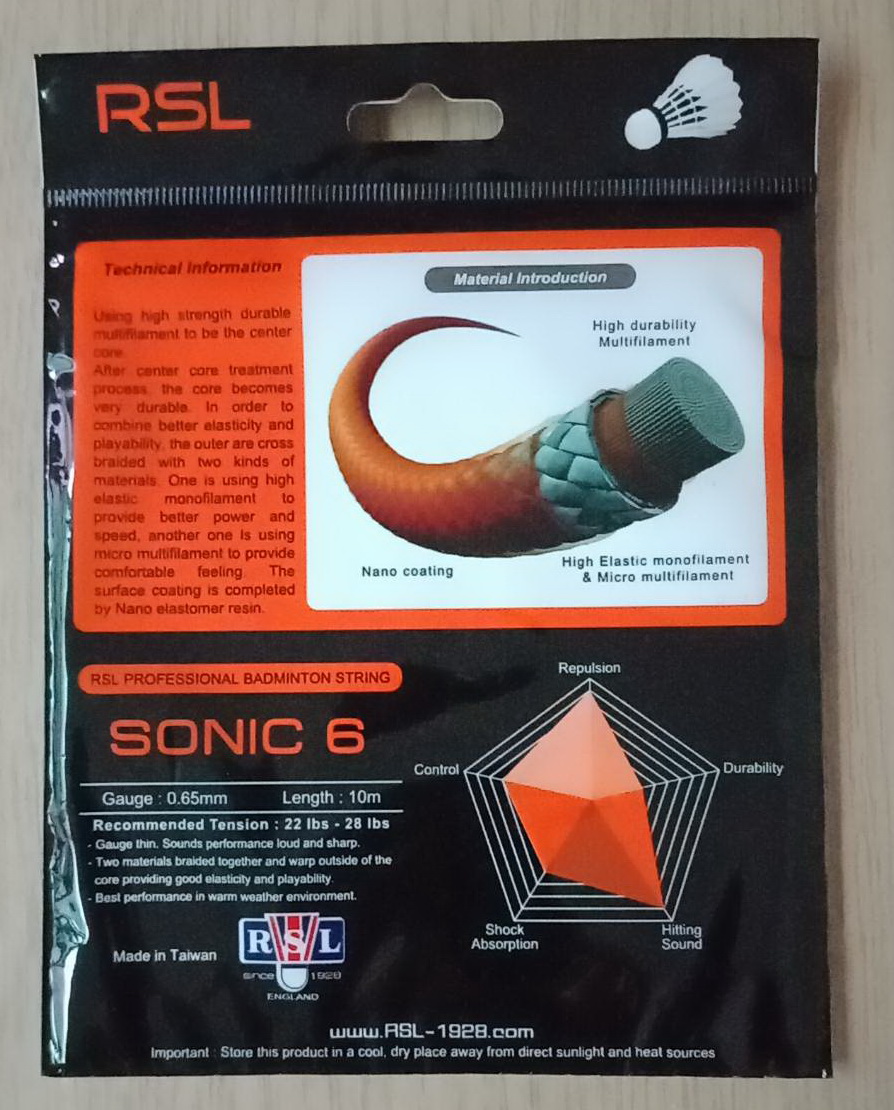 RSL
Technical Information
Using high strength durable
multifilament to be the center
core.
After center core treatment
process, the core becomes
very durable. In order to
combine better elasticity and
playability, the outer are cross
braided with two kinds of
materials. One is using high
elastic monofilament to
provide better power and
speed, another one is using
micro multifilament to provide
comfortable feeling. The
surface coating is completed
by Nano elastomer resin.
Material Introduction
High durability
Multifilament
Nano coating
High Elastic monofilament
& Micro multifilament
RSL PROFESSIONAL BADMINTON STRING
SONIC 6
Gauge : 0.65mm Length : 10m
Recommended Tension : 22 lbs - 28 lbs
- Gauge thin. Sounds performance loud and sharp.
- Two materials braided together and warp outside of the
core providing good elasticity and playability.
- Best performance in warm weather environment.
Repulsion
Control
Durability
Shock
Absorption
Hitting
Sound
Made in Taiwan
RSL
since 1928
ENGLAND
www.RSL-1928.com
Important : Store this product in a cool, dry place away from direct sunlight and heat sources